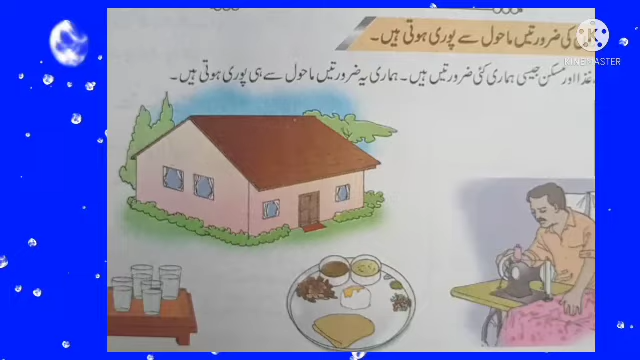 کی ضرورتیں ماحول سے پوری ہوتی ہیں۔
KINEMASTER
غذا اور مسکن جیسی ہماری کئی ضرورتیں ہیں۔ ہماری یہ ضرورتیں ماحول سے ہی پوری ہوتی ہیں۔